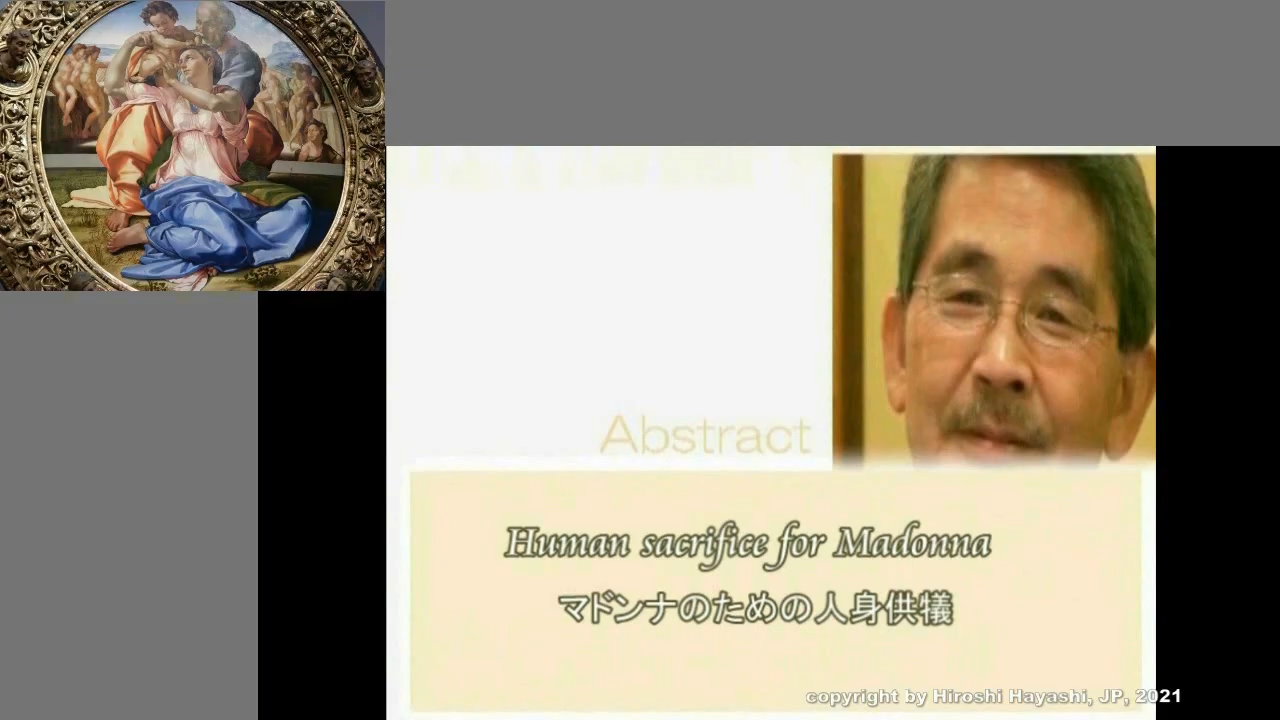 Abstract
Human sacrifice for Madonna
マドンナのための人身供犠
copyright by Hiroshi Hayashi, JP, 2021